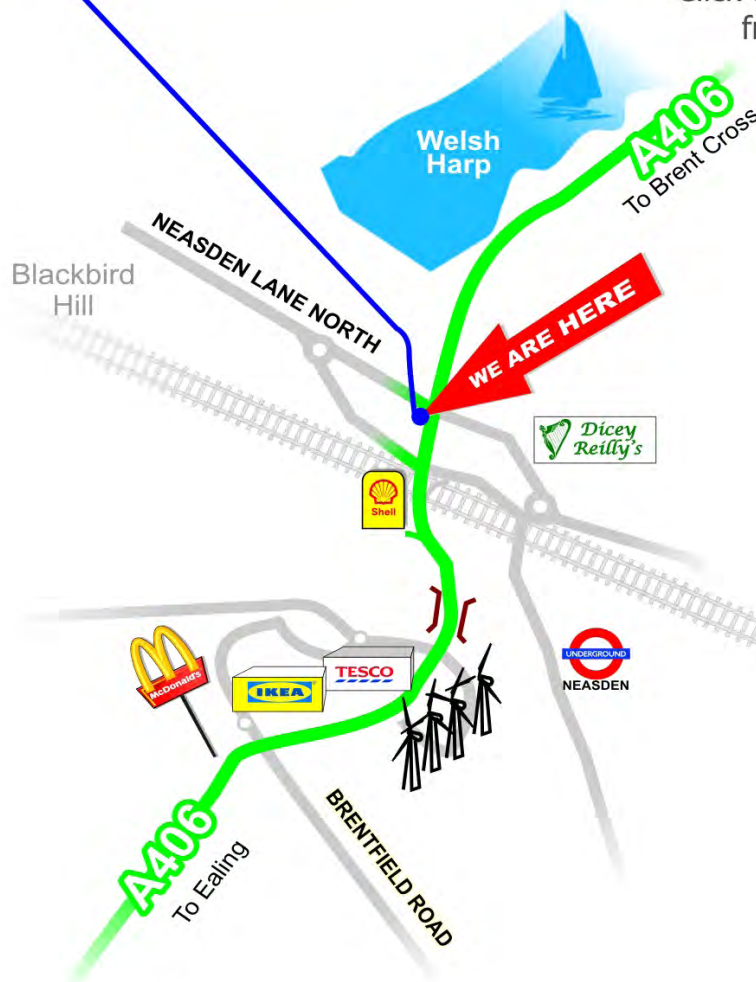 fr
A406
To Brent Cross
Welsh
Harp
NEASDEN LANE NORTH
Blackbird
Hill
WE ARE HERE
Dicey
Reilly's
Shell
UNDERGROUND
NEASDEN
McDonald's
IKEA
TESCO
A406
To Ealing
BRENTFIELD ROAD